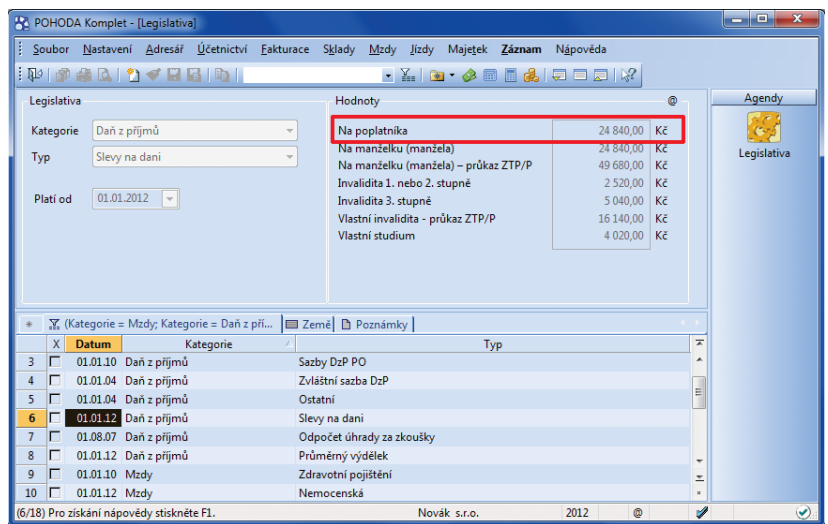 POHODA Komplet - [Legislativa]
Soubor Nastavení Adresář Účetnictví Fakturace Sklady Mzdy Jízdy Majetek Záznam Nápověda
Legislativa
Kategorie Daň z příjmů
Typ Slevy na dani
Platí od 01.01.2012
Hodnoty @
Na poplatníka 24 840,00 Kč
Na manželku (manžela) 24 840,00 Kč
Na manželku (manžela) – průkaz ZTP/P 49 680,00 Kč
Invalidita 1. nebo 2. stupně 2 520,00 Kč
Invalidita 3. stupně 5 040,00 Kč
Vlastní invalidita - průkaz ZTP/P 16 140,00 Kč
Vlastní studium 4 020,00 Kč
Agendy
Legislativa
(Kategorie = Mzdy; Kategorie = Daň z pří... Země Poznámky
X Datum Kategorie Typ
3 01.01.10 Daň z příjmů Sazby DzP PO
4 01.01.04 Daň z příjmů Zvláštní sazba DzP
5 01.01.04 Daň z příjmů Ostatní
6 01.01.12 Daň z příjmů Slevy na dani
7 01.08.07 Daň z příjmů Odpočet úhrady za zkoušky
8 01.01.12 Daň z příjmů Průměrný výdělek
9 01.01.10 Mzdy Zdravotní pojištění
10 01.01.12 Mzdy Nemocenská
(6/18) Pro získání nápovědy stiskněte F1. Novák s.r.o. 2012 @